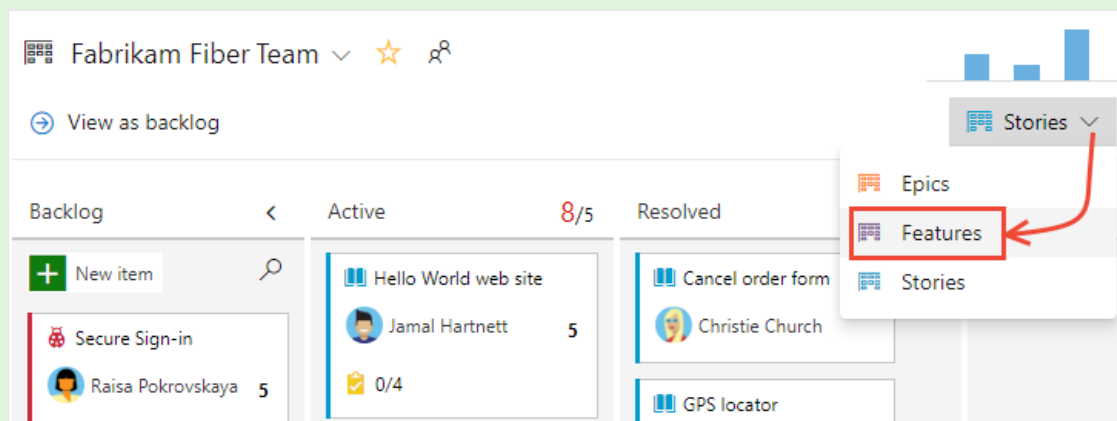 Fabrikam Fiber Team
View as backlog
Stories
Epics
Features
Stories
Backlog
Active
8/5
Resolved
New item
Secure Sign-in
Raisa Pokrovskaya 5
Hello World web site
Jamal Hartnett 5
0/4
Cancel order form
Christie Church
GPS locator